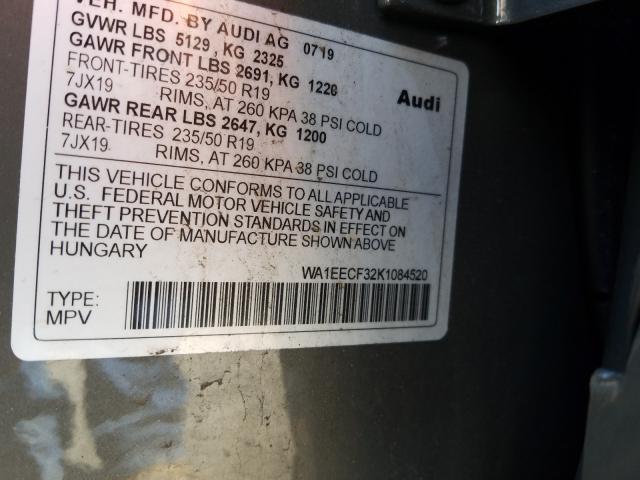 VEH. MFD. BY AUDI AG 0719
GVWR LBS 5129, KG 2325
GAWR FRONT LBS 2691, KG 1220
FRONT-TIRES 235/50 R19
7JX19 RIMS, AT 260 KPA 38 PSI COLD
GAWR REAR LBS 2647, KG 1200
REAR-TIRES 235/50 R19
7JX19 RIMS, AT 260 KPA 38 PSI COLD
Audi
THIS VEHICLE CONFORMS TO ALL APPLICABLE
U.S. FEDERAL MOTOR VEHICLE SAFETY AND
THEFT PREVENTION STANDARDS IN EFFECT ON
THE DATE OF MANUFACTURE SHOWN ABOVE
HUNGARY
WA1EECF32K1084520
TYPE:
MPV